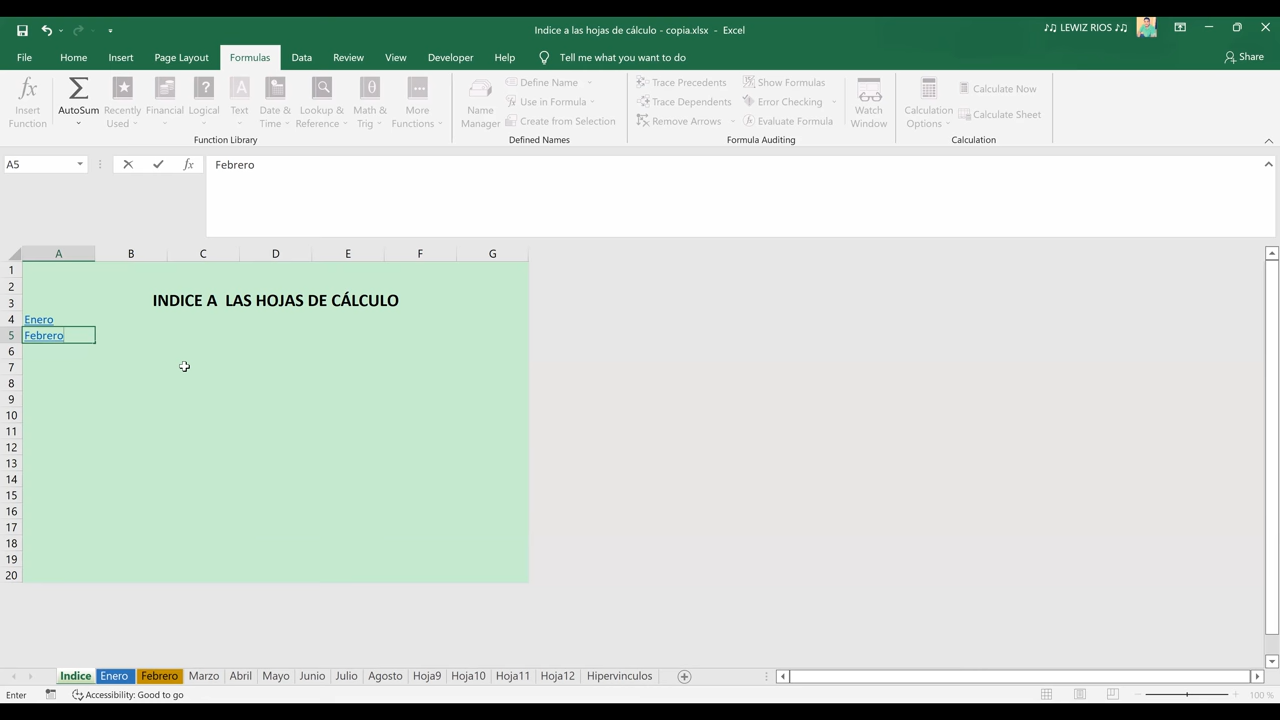 Indice a las hojas de cálculo - copia.xlsx - Excel
♫ LEWIZ RIOS ♫
File Home Insert Page Layout Formulas Data Review View Developer Help Tell me what you want to do Share
Insert Function
AutoSum
Recently Used
Financial
Logical
Text
Date & Time
Lookup & Reference
Math & Trig
More Functions
Function Library
Name Manager
Define Name
Use in Formula
Create from Selection
Defined Names
Trace Precedents
Trace Dependents
Remove Arrows
Show Formulas
Error Checking
Evaluate Formula
Formula Auditing
Watch Window
Calculation Options
Calculate Now
Calculate Sheet
Calculation
A5 fx Febrero
A B C D E F G
1
2
3 INDICE A LAS HOJAS DE CÁLCULO
4 Enero
5 Febrero
6
7
8
9
10
11
12
13
14
15
16
17
18
19
20
Indice Enero Febrero Marzo Abril Mayo Junio Julio Agosto Hoja9 Hoja10 Hoja11 Hoja12 Hipervinculos
Enter Accessibility: Good to go 100 %